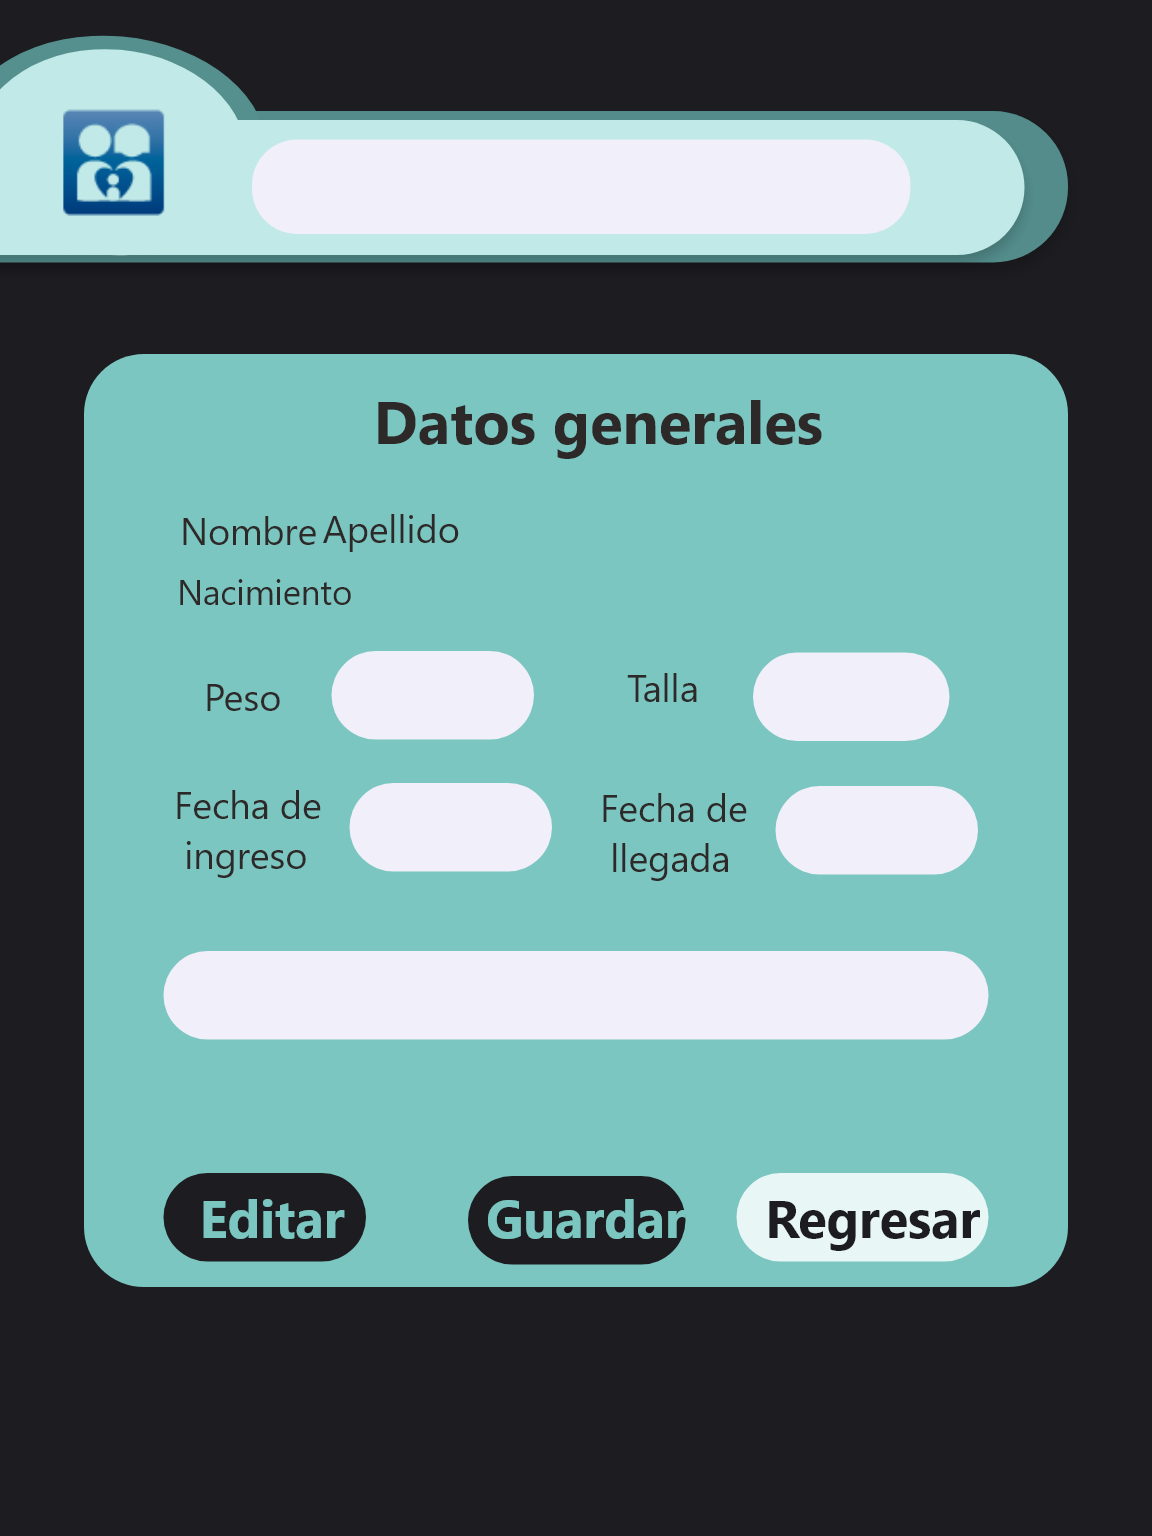 Datos generales
Nombre Apellido
Nacimiento
Peso
Talla
Fecha de
ingreso
Fecha de
llegada
Editar
Guardar
Regresar